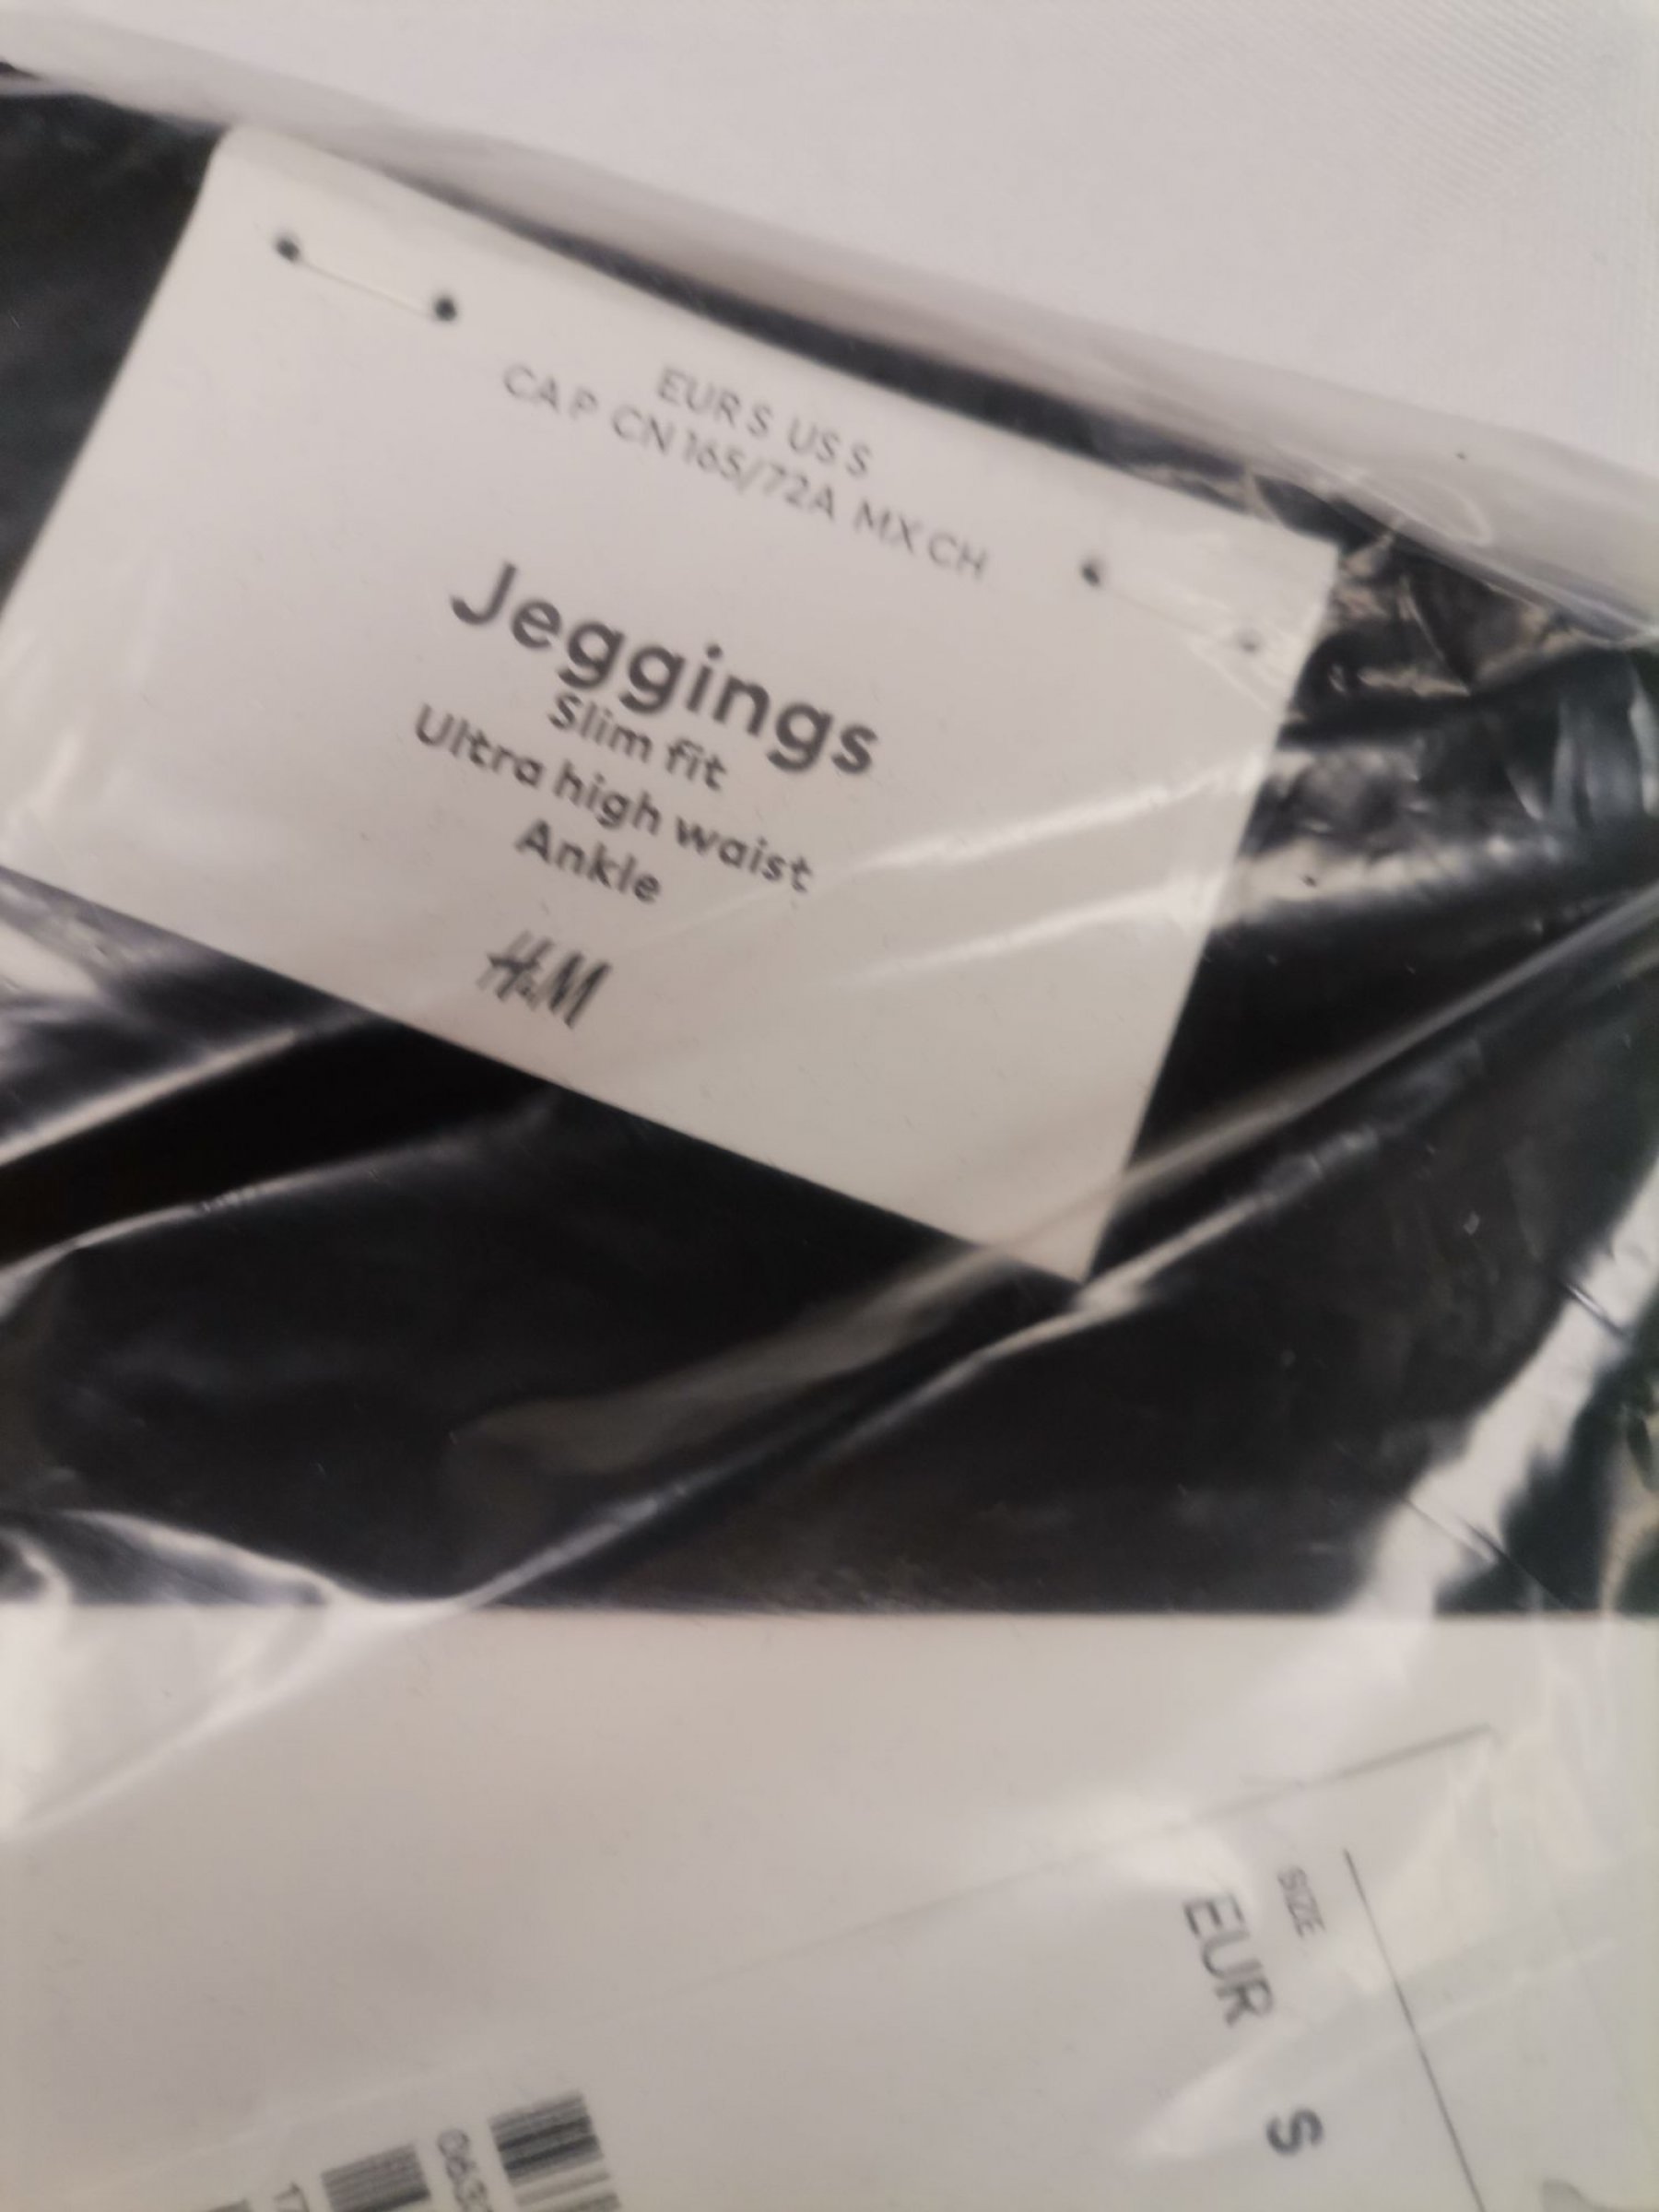 EUR S US S
CA P CN 165/72A MX CH
Jeggings
Slim fit
Ultra high waist
Ankle
H&M
SIZE
EUR S